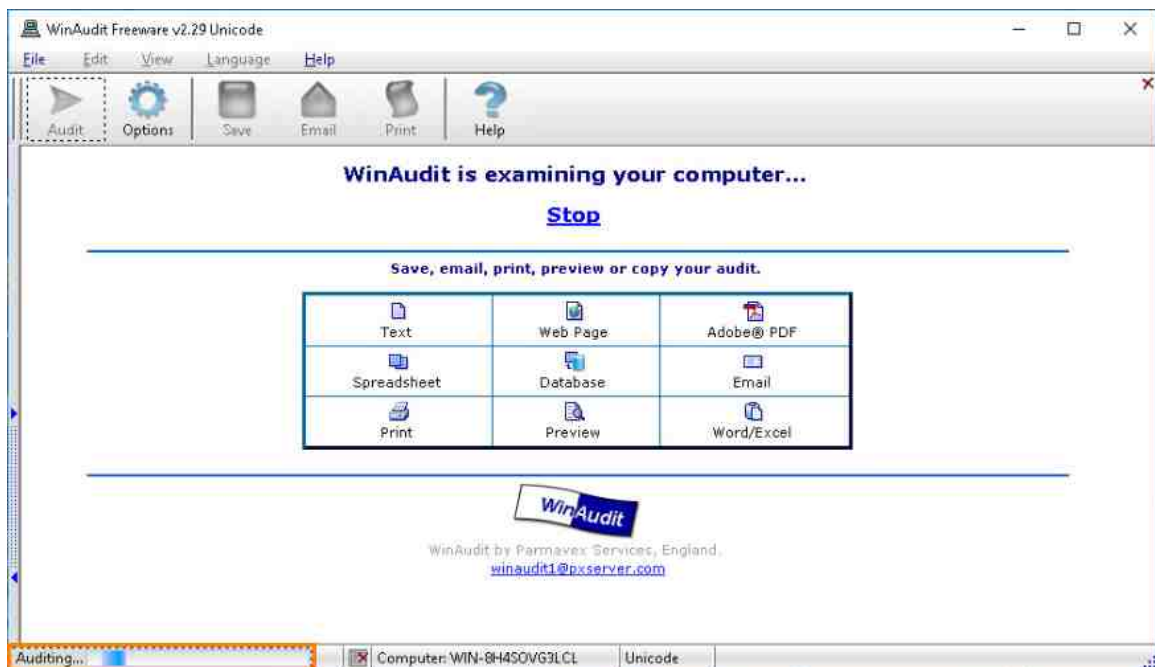 WinAudit Freeware v2.29 Unicode
File Edit View Language Help
Audit Options Save Email Print Help
WinAudit is examining your computer...
Stop
Save, email, print, preview or copy your audit.
Text Web Page Adobe® PDF
Spreadsheet Database Email
Print Preview Word/Excel
WinAudit
WinAudit by Parmavex Services, England.
winaudit1@pxserver.com
Auditing... Computer: WIN-8H4SOVG3LCL Unicode